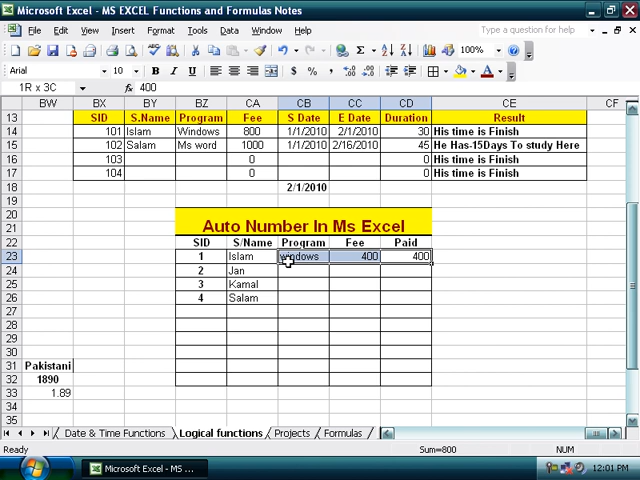 Microsoft Excel - MS EXCEL Functions and Formulas Notes
File Edit View Insert Format Tools Data Window Help
Type a question for help
Σ 100%
Arial 10 B I U $ % , A
1R x 3C fx 400
BW BX BY BZ CA CB CC CD CE CF
13 SID S.Name Program Fee S Date E Date Duration Result
14 101 Islam Windows 800 1/1/2010 2/1/2010 30 His time is Finish
15 102 Salam Ms word 1000 1/1/2010 2/16/2010 45 He Has-15Days To study Here
16 103 0 0 His time is Finish
17 104 0 0 His time is Finish
18 2/1/2010
20
21 Auto Number In Ms Excel
22 SID S/Name Program Fee Paid
23 1 Islam windows 400 400
24 2 Jan
25 3 Kamal
26 4 Salam
27
28
29
30
31 Pakistani
32 1890
33 1.89
34
35
Date & Time Functions Logical functions Projects Formulas
Ready Sum=800 NUM
start Microsoft Excel - MS ... 12:01 PM